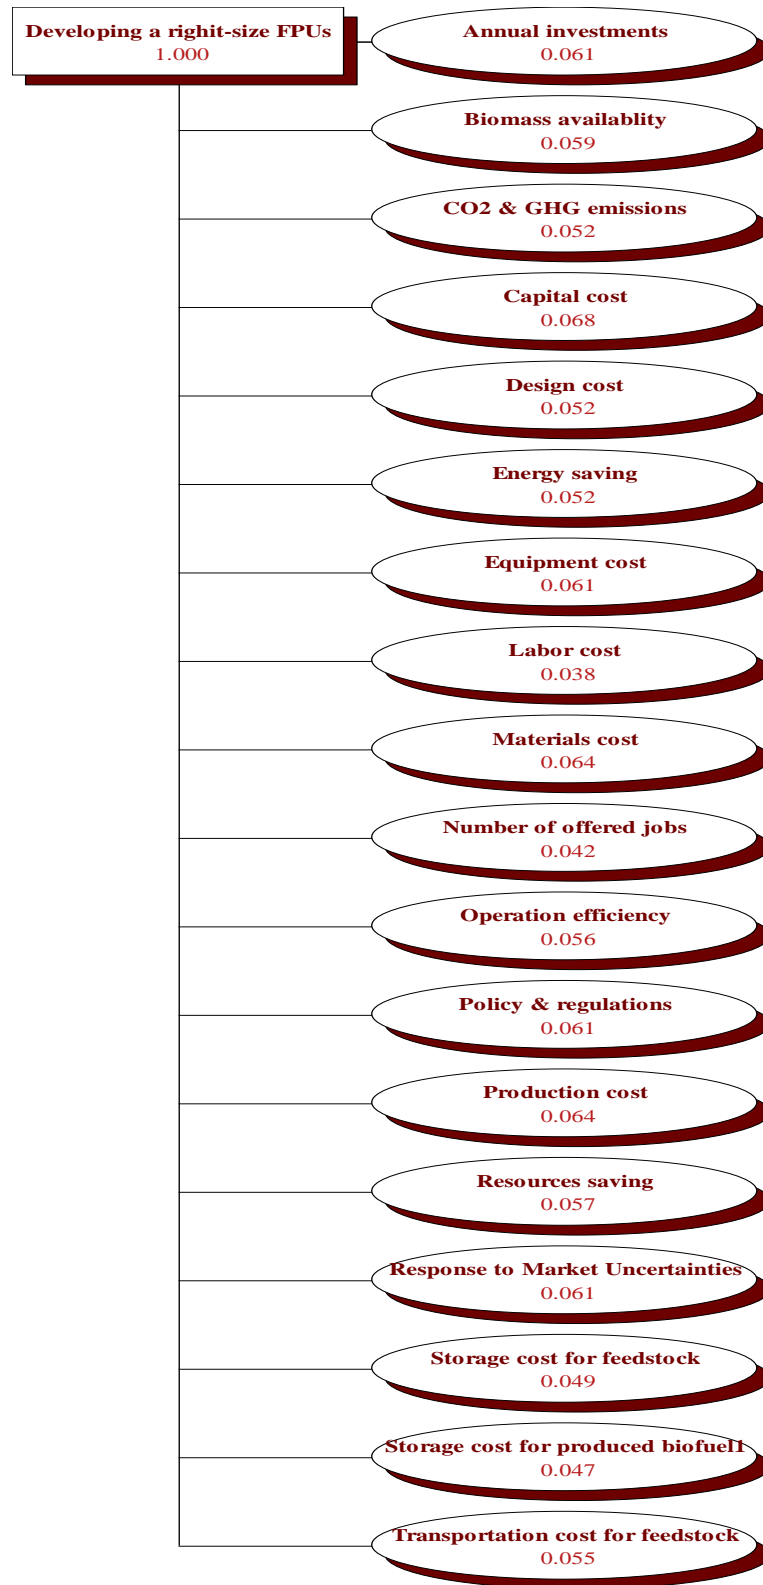 Developing a righit-size FPUs
1.000
Annual investments
0.061
Biomass availablity
0.059
CO2 & GHG emissions
0.052
Capital cost
0.068
Design cost
0.052
Energy saving
0.052
Equipment cost
0.061
Labor cost
0.038
Materials cost
0.064
Number of offered jobs
0.042
Operation efficiency
0.056
Policy & regulations
0.061
Production cost
0.064
Resources saving
0.057
Response to Market Uncertainties
0.061
Storage cost for feedstock
0.049
Storage cost for produced biofuel1
0.047
Transportation cost for feedstock
0.055